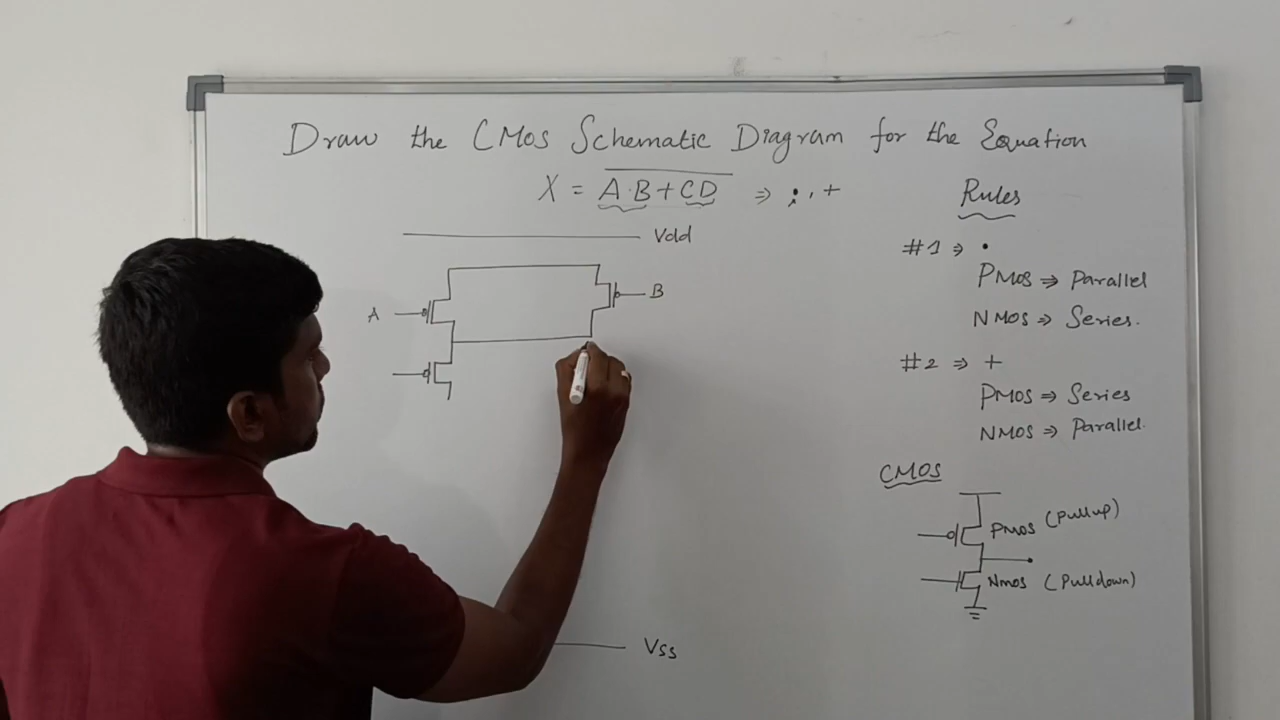 Draw the CMOS Schematic Diagram for the Equation
X = A·B + CD ⇒ ; , +
Vdd
A
B
Vss
Rules
#1 ⇒ •
PMOS ⇒ Parallel
NMOS ⇒ Series.
#2 ⇒ +
PMOS ⇒ Series
NMOS ⇒ Parallel.
CMOS
PMOS (Pullup)
Nmos (Pulldown)